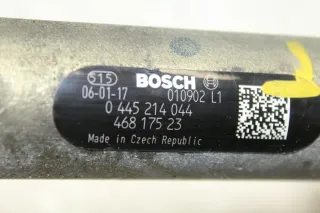 515 BOSCH
06-01-17 010902 L1
0 445 214 044
468 175 23
Made in Czech Republic